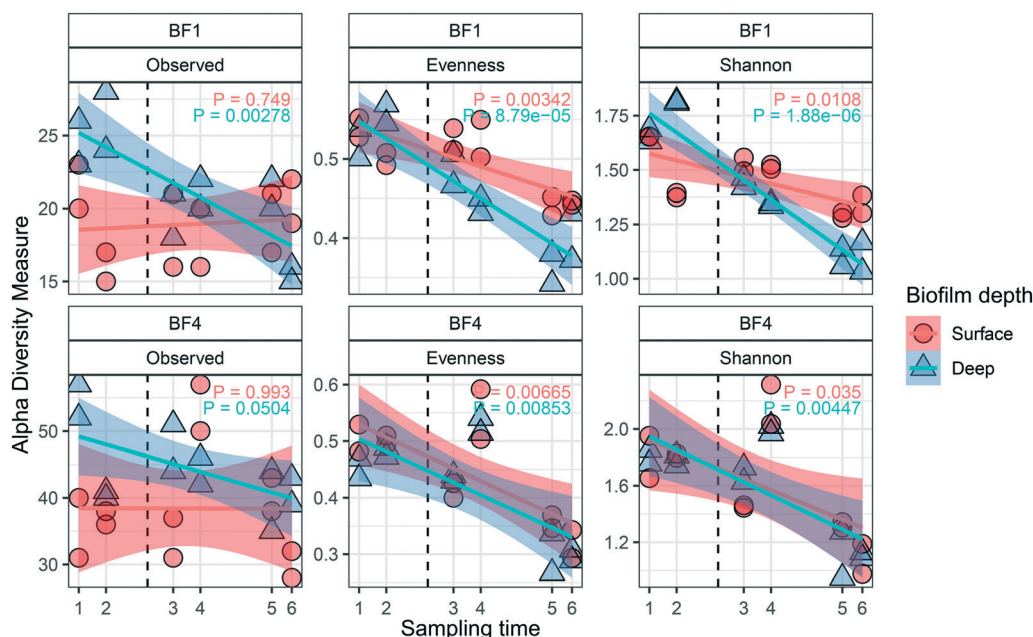 BF1
BF1
BF1
Observed
Evenness
Shannon
P = 0.749
P = 0.00278
P = 0.00342
P = 8.79e−05
P = 0.0108
P = 1.88e−06
25
20
15
0.5
0.4
1.75
1.50
1.25
1.00
Alpha Diversity Measure
BF4
BF4
BF4
Observed
Evenness
Shannon
P = 0.993
P = 0.0504
P = 0.00665
P = 0.00853
P = 0.035
P = 0.00447
50
40
30
0.6
0.5
0.4
0.3
2.0
1.6
1.2
1 2 3 4 5 6
1 2 3 4 5 6
1 2 3 4 5 6
Sampling time
Biofilm depth
Surface
Deep